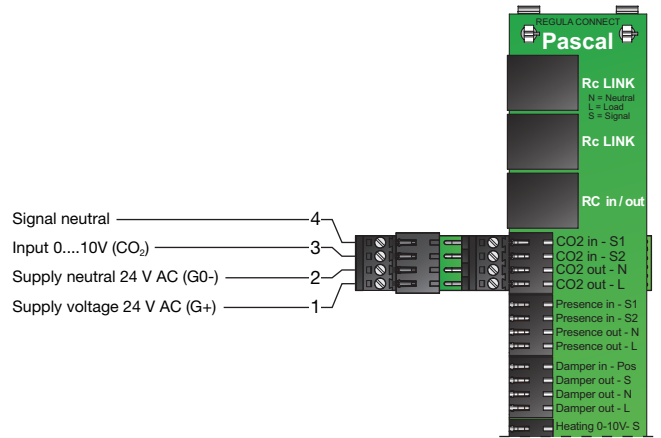 REGULA CONNECT
Pascal
Rc LINK
N = Neutral
L = Load
S = Signal
Rc LINK
RC in / out
Signal neutral 4
Input 0....10V (CO₂) 3
Supply neutral 24 V AC (G0-) 2
Supply voltage 24 V AC (G+) 1
CO2 in - S1
CO2 in - S2
CO2 out - N
CO2 out - L
Presence in - S1
Presence in - S2
Presence out - N
Presence out - L
Damper in - Pos
Damper out - S
Damper out - N
Damper out - L
Heating 0-10V- S